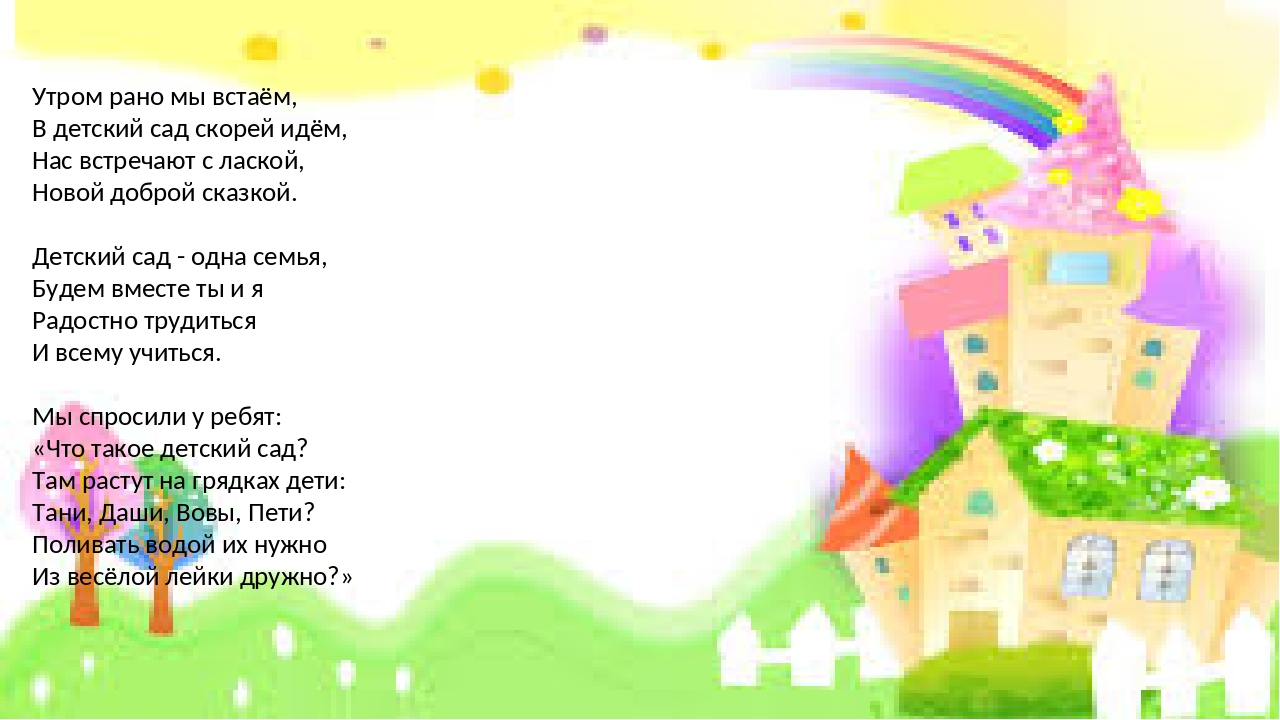 Утром рано мы встаём,
В детский сад скорей идём,
Нас встречают с лаской,
Новой доброй сказкой.
Детский сад - одна семья,
Будем вместе ты и я
Радостно трудиться
И всему учиться.
Мы спросили у ребят:
«Что такое детский сад?
Там растут на грядках дети:
Тани, Даши, Вовы, Пети?
Поливать водой их нужно
Из весёлой лейки дружно?»